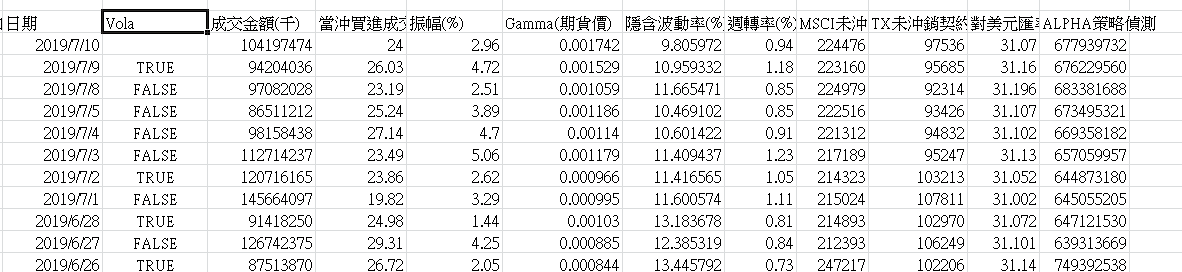 日期 Vola 成交金額(千) 當沖買進成交 振幅(%) Gamma(期貨價) 隱含波動率(% 週轉率(% MSCI未沖 TX未沖銷契約 對美元匯率 ALPHA策略偵測
2019/7/10 104197474 24 2.96 0.001742 9.805972 0.94 224476 97536 31.07 677939732
2019/7/9 TRUE 94204036 26.03 4.72 0.001529 10.959332 1.18 223160 95685 31.16 676229560
2019/7/8 FALSE 97082028 23.19 2.51 0.001059 11.665471 0.85 224979 92314 31.196 683381688
2019/7/5 FALSE 86511212 25.24 3.89 0.001186 10.469102 0.85 222516 93426 31.107 673495321
2019/7/4 FALSE 98158438 27.14 4.7 0.00114 10.601422 0.91 221312 94832 31.102 669358182
2019/7/3 FALSE 112714237 23.49 5.06 0.001179 11.409437 1.23 217189 95247 31.13 657059957
2019/7/2 TRUE 120716165 23.86 2.62 0.000966 11.416565 1.05 214323 103213 31.052 644873180
2019/7/1 FALSE 145664097 19.82 3.29 0.000995 11.600574 1.11 215024 107811 31.002 645055205
2019/6/28 TRUE 91418250 24.98 1.44 0.00103 13.183678 0.81 214893 102970 31.072 647121530
2019/6/27 FALSE 126742375 29.31 4.25 0.000885 12.385319 0.84 212393 106249 31.101 639313669
2019/6/26 TRUE 87513870 26.72 2.05 0.000844 13.445792 0.73 247217 102206 31.14 749392538